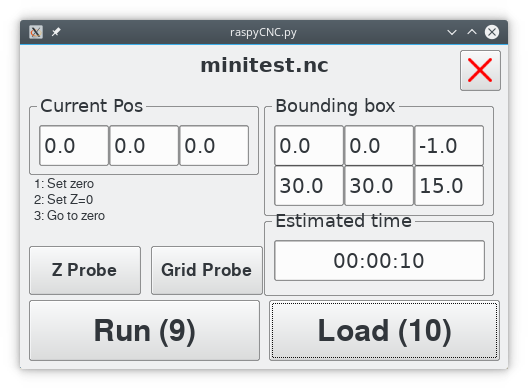 raspyCNC.py
minitest.nc
Current Pos
0.0 0.0 0.0
1: Set zero
2: Set Z=0
3: Go to zero
Bounding box
0.0 0.0 -1.0
30.0 30.0 15.0
Estimated time
00:00:10
Z Probe
Grid Probe
Run (9)
Load (10)